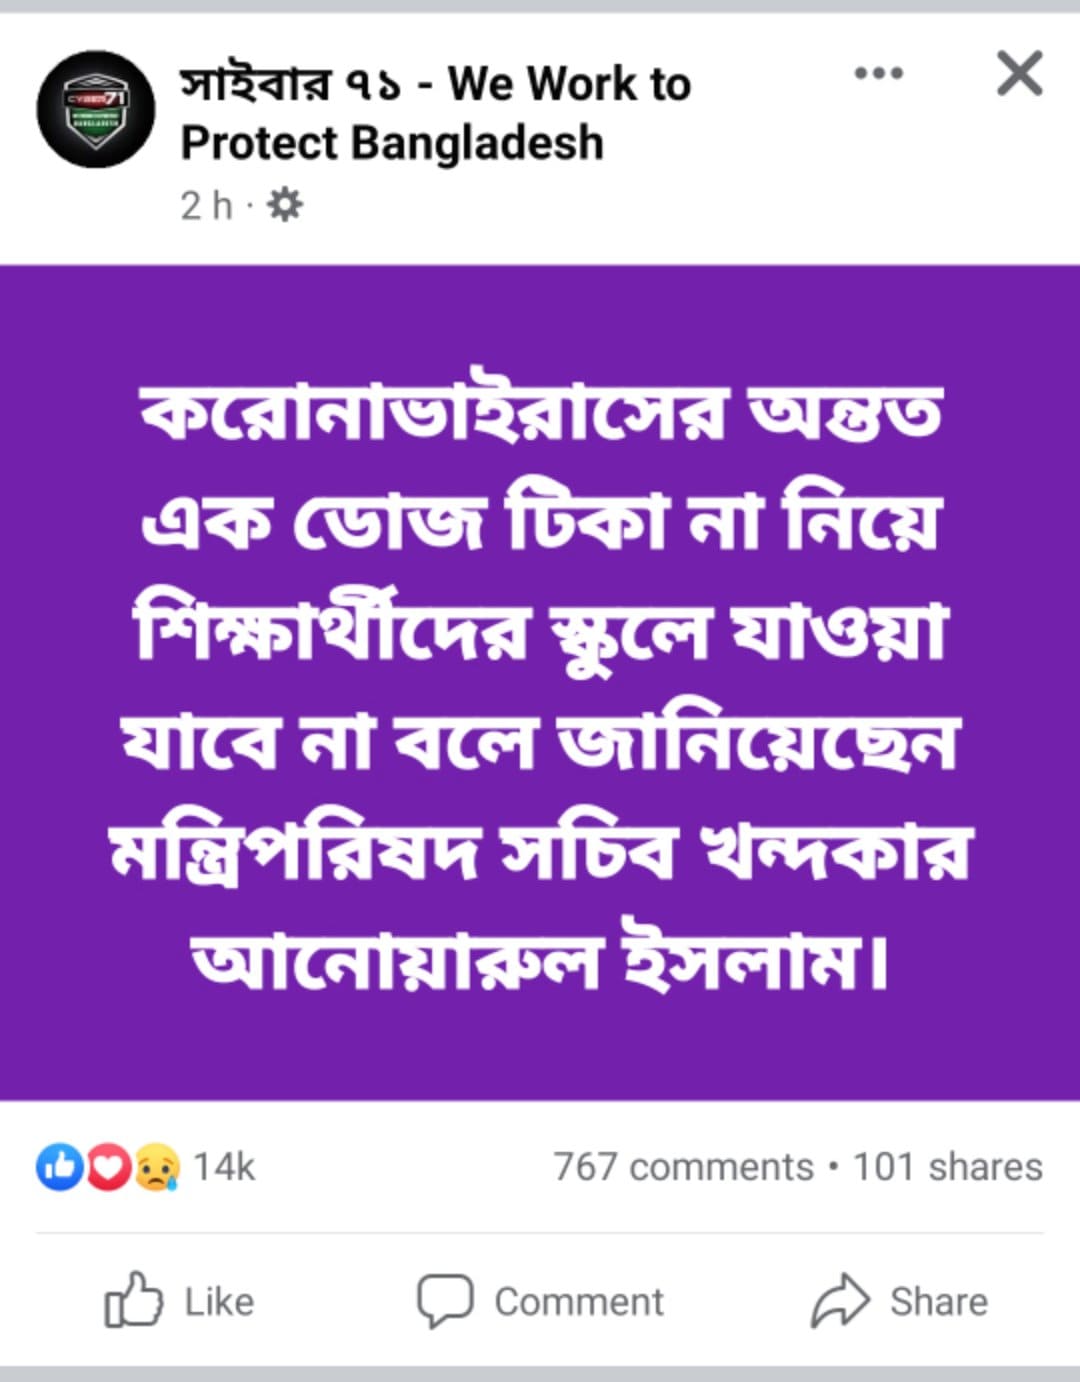 সাইবার ৭১ - We Work to
Protect Bangladesh
2 h ·
করোনাভাইরাসের অন্তত
এক ডোজ টিকা না নিয়ে
শিক্ষার্থীদের স্কুলে যাওয়া
যাবে না বলে জানিয়েছেন
মন্ত্রিপরিষদ সচিব খন্দকার
আনোয়ারুল ইসলাম।
14k 767 comments • 101 shares
Like Comment Share